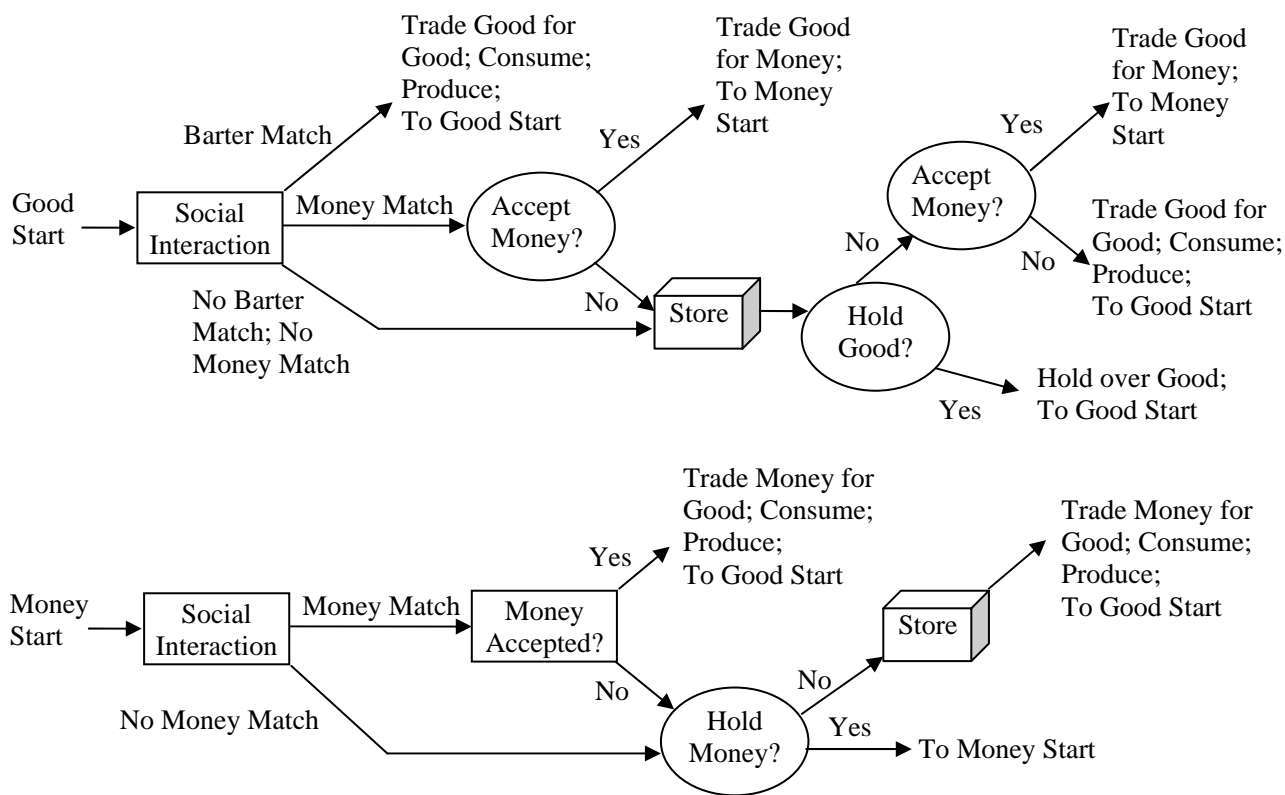 Trade Good for
Good; Consume;
Produce;
To Good Start
Trade Good
for Money;
To Money
Start
Trade Good
for Money;
To Money
Start
Barter Match
Yes
Yes
Good
Start
Social
Interaction
Money Match
Accept
Money?
Accept
Money?
No
No
Trade Good for
Good; Consume;
Produce;
To Good Start
No Barter
Match; No
Money Match
No
Store
Hold
Good?
Yes
Hold over Good;
To Good Start
Trade Money for
Good; Consume;
Produce;
To Good Start
Trade Money for
Good; Consume;
Produce;
To Good Start
Yes
Money
Start
Social
Interaction
Money Match
Money
Accepted?
Store
No
No
No Money Match
Hold
Money?
Yes
To Money Start